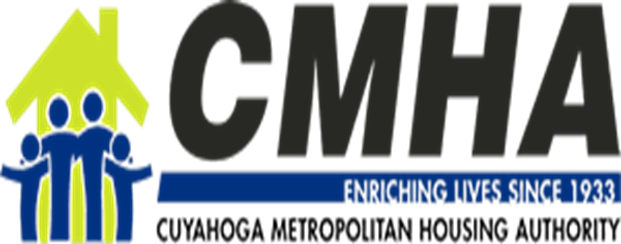 CMHA
ENRICHING LIVES SINCE 1933
CUYAHOGA METROPOLITAN HOUSING AUTHORITY